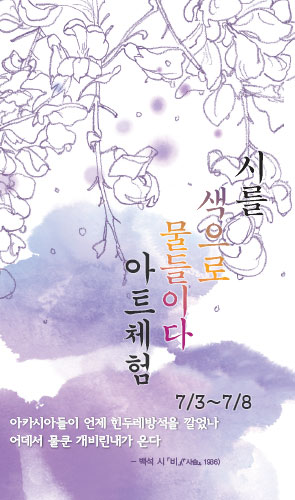 시를
색으로
물들이다
아트체험
7/3~7/8
아카시아들이 언제 흰두레방석을 깔었나
어데서 물쿤 개비린내가 온다
- 백석 시 「비」, 『사슴』, 1936)